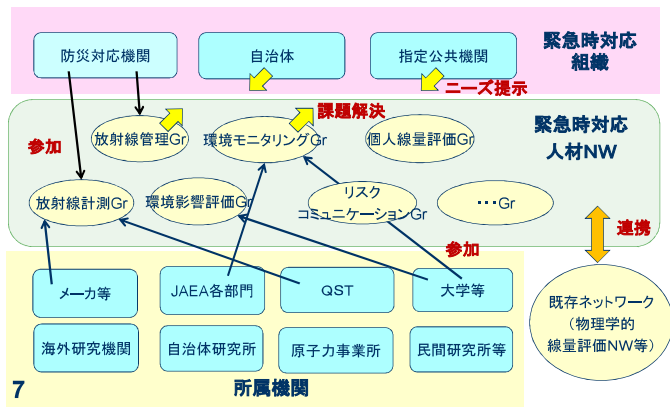 防災対応機関
自治体
指定公共機関
緊急時対応
組織
ニーズ提示
課題解決
参加
放射線管理Gr
環境モニタリングGr
個人線量評価Gr
緊急時対応
人材NW
放射線計測Gr
環境影響評価Gr
リスク
コミュニケーションGr
・・・Gr
連携
参加
メーカ等
JAEA各部門
QST
大学等
海外研究機関
自治体研究所
原子力事業所
民間研究所等
既存ネットワーク
（物理学的
線量評価NW等）
7
所属機関